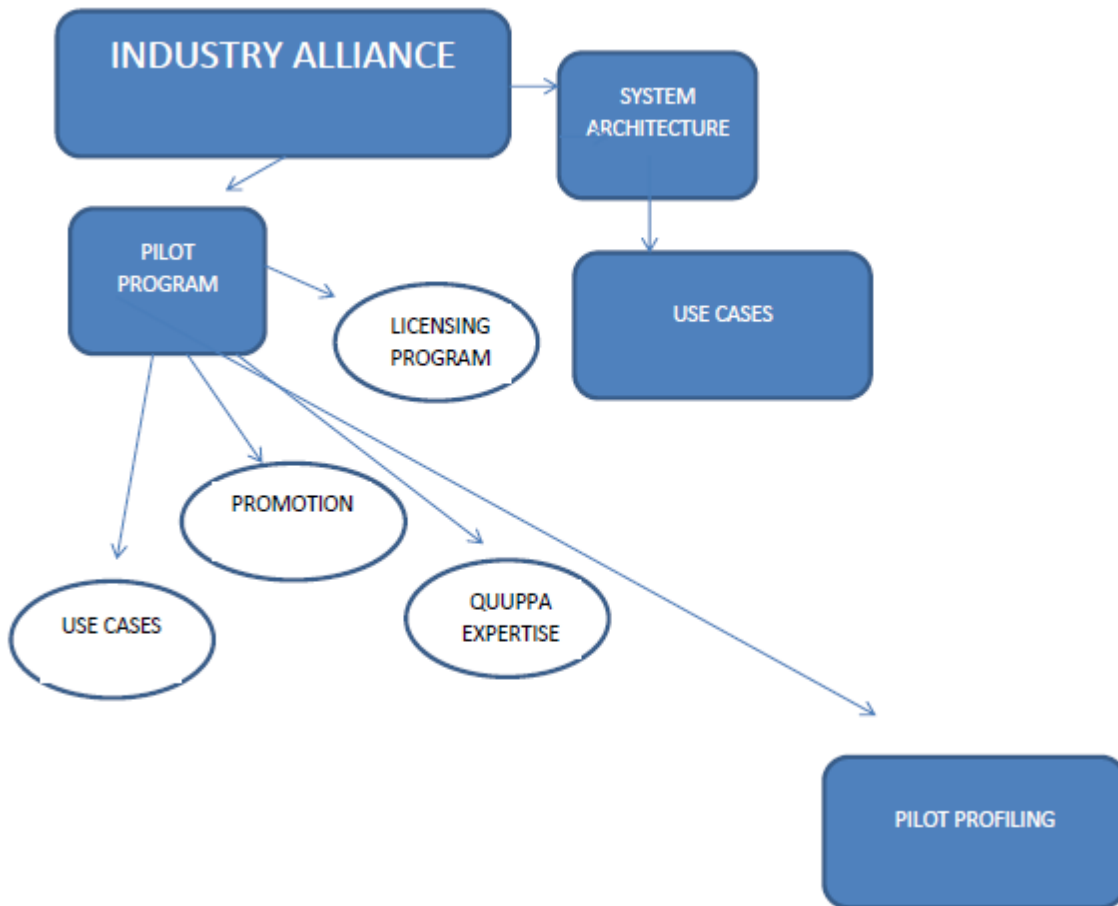 INDUSTRY ALLIANCE
SYSTEM
ARCHITECTURE
PILOT
PROGRAM
LICENSING
PROGRAM
USE CASES
PROMOTION
QUUPPA
EXPERTISE
USE CASES
PILOT PROFILING